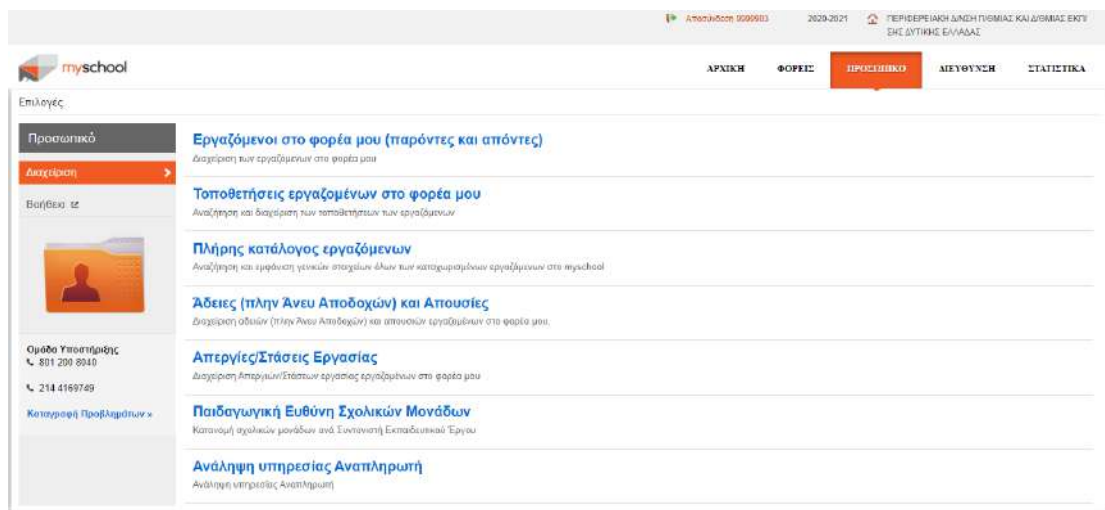 Αποσύνδεση 9999903 2020-2021 ΠΕΡΙΦΕΡΕΙΑΚΗ Δ/ΝΣΗ Π/ΘΜΙΑΣ ΚΑΙ Δ/ΘΜΙΑΣ ΕΚΠ/
ΣΗΣ ΔΥΤΙΚΗΣ ΕΛΛΑΔΑΣ
myschool
ΑΡΧΙΚΗ ΦΟΡΕΙΣ ΠΡΟΣΩΠΙΚΟ ΔΙΕΥΘΥΝΣΗ ΣΤΑΤΙΣΤΙΚΑ
Επιλογές
Προσωπικό
Διαχείριση
Βοήθεια
Ομάδα Υποστήριξης
801 200 8040
214 4169749
Καταγραφή Προβλημάτων »
Εργαζόμενοι στο φορέα μου (παρόντες και απόντες)
Διαχείριση των εργαζόμενων στο φορέα μου
Τοποθετήσεις εργαζομένων στο φορέα μου
Αναζήτηση και διαχείριση των τοποθετήσεων των εργαζόμενων
Πλήρης κατάλογος εργαζόμενων
Αναζήτηση και εμφάνιση γενικών στοιχείων όλων των καταχωρισμένων εργαζόμενων στο myschool
Άδειες (πλην Άνευ Αποδοχών) και Απουσίες
Διαχείριση αδειών (πλην Άνευ Αποδοχών) και απουσιών εργαζομένων στο φορέα μου.
Απεργίες/Στάσεις Εργασίας
Διαχείριση Απεργιών/Στάσεων εργασίας εργαζομένων στο φορέα μου
Παιδαγωγική Ευθύνη Σχολικών Μονάδων
Κατανομή σχολικών μονάδων ανά Συντονιστή Εκπαιδευτικού Έργου
Ανάληψη υπηρεσίας Αναπληρωτή
Ανάληψη υπηρεσίας Αναπληρωτή